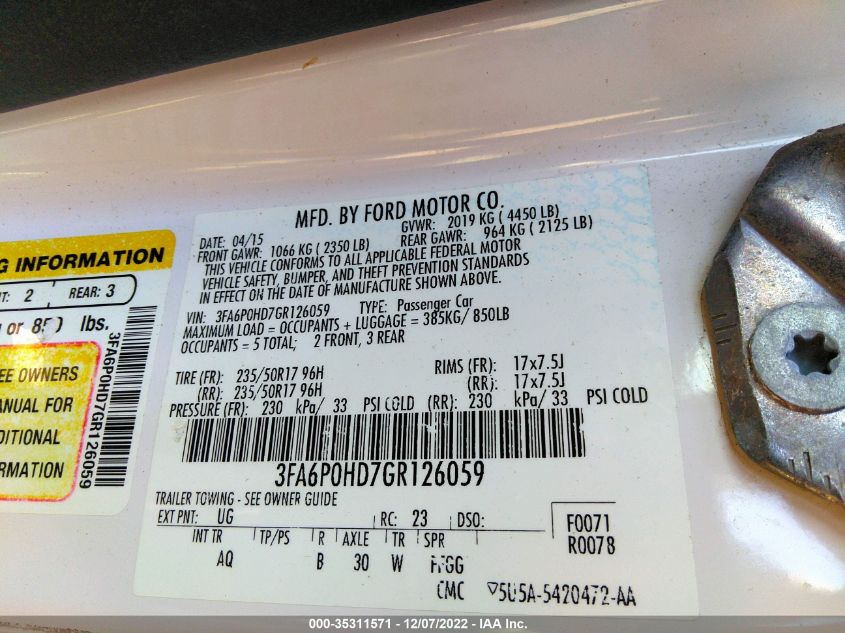 MFD. BY FORD MOTOR CO.
DATE: 04/15 GVWR: 2019 KG ( 4450 LB)
FRONT GAWR: 1066 KG ( 2350 LB) REAR GAWR: 964 KG ( 2125 LB)
THIS VEHICLE CONFORMS TO ALL APPLICABLE FEDERAL MOTOR
VEHICLE SAFETY, BUMPER, AND THEFT PREVENTION STANDARDS
IN EFFECT ON THE DATE OF MANUFACTURE SHOWN ABOVE.
VIN: 3FA6P0HD7GR126059 TYPE: Passenger Car
MAXIMUM LOAD = OCCUPANTS + LUGGAGE = 385KG/ 850LB
OCCUPANTS = 5 TOTAL; 2 FRONT, 3 REAR
TIRE (FR): 235/50R17 96H RIMS (FR): 17x7.5J
(RR): 235/50R17 96H (RR): 17x7.5J
PRESSURE (FR): 230 kPa/ 33 PSI COLD (RR): 230 kPa/ 33 PSI COLD
3FA6P0HD7GR126059
TRAILER TOWING - SEE OWNER GUIDE
EXT PNT: UG RC: 23 DSO: F0071
R0078
INT TR TP/PS R AXLE TR SPR
AQ B 30 W FFGG
CMC 5U5A-5420472-AA
G INFORMATION
NT: 2 REAR: 3
or 850 lbs.
EE OWNERS
ANUAL FOR
DITIONAL
RMATION
3FA6P0HD7GR126059
000-35311571 - 12/07/2022 - IAA Inc.